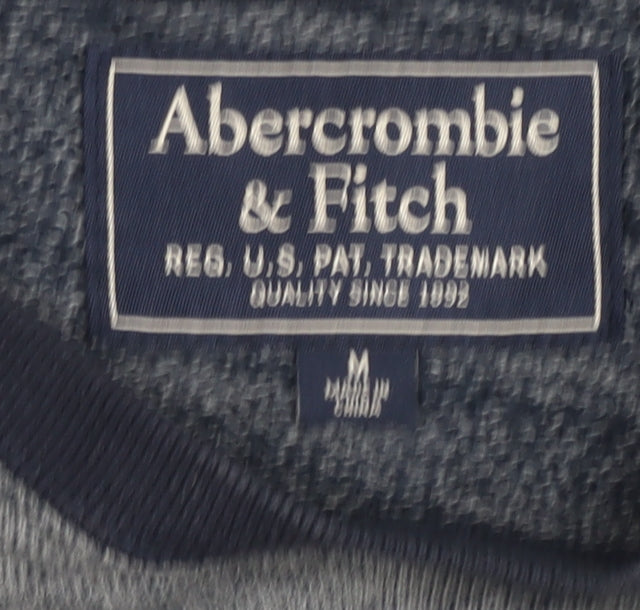 Abercrombie
& Fitch
REG. U.S. PAT. TRADEMARK
QUALITY SINCE 1892
M
MADE IN
CHINA